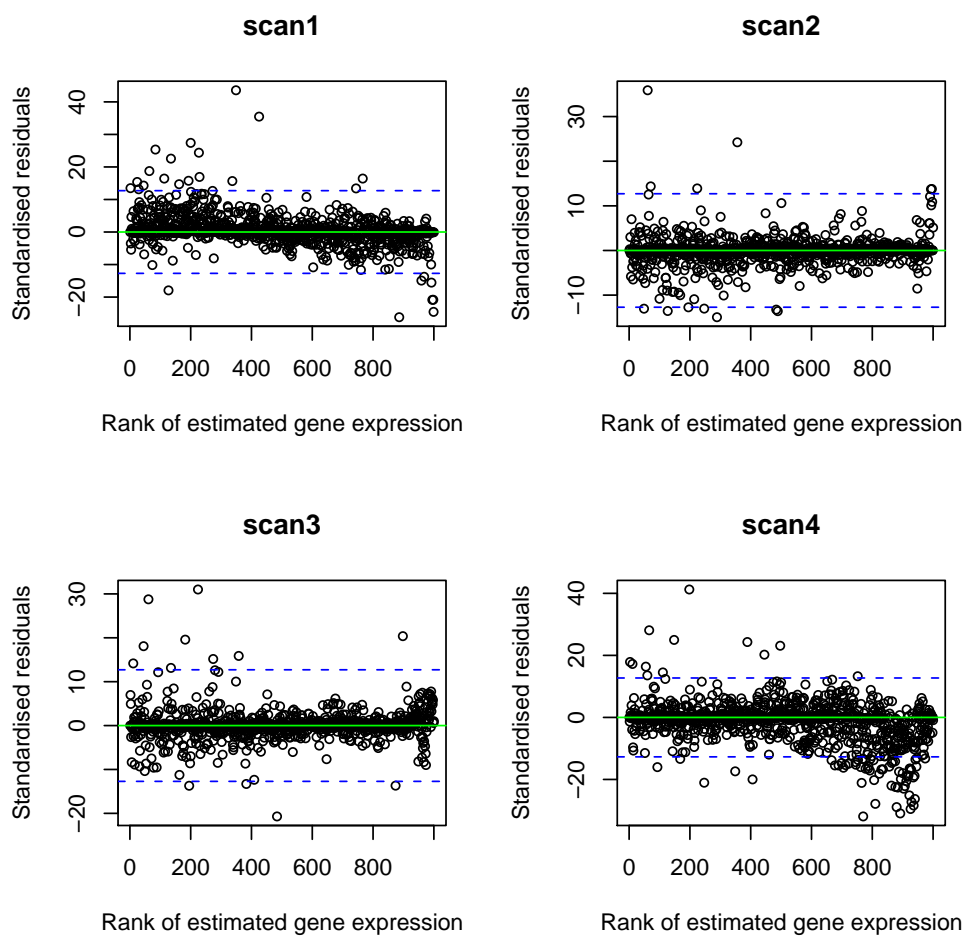 scan1
Standardised residuals
40
20
0
−20
0 200 400 600 800
Rank of estimated gene expression
scan2
Standardised residuals
30
10
−10
0 200 400 600 800
Rank of estimated gene expression
scan3
Standardised residuals
30
10
0
−20
0 200 400 600 800
Rank of estimated gene expression
scan4
Standardised residuals
40
20
0
−20
0 200 400 600 800
Rank of estimated gene expression